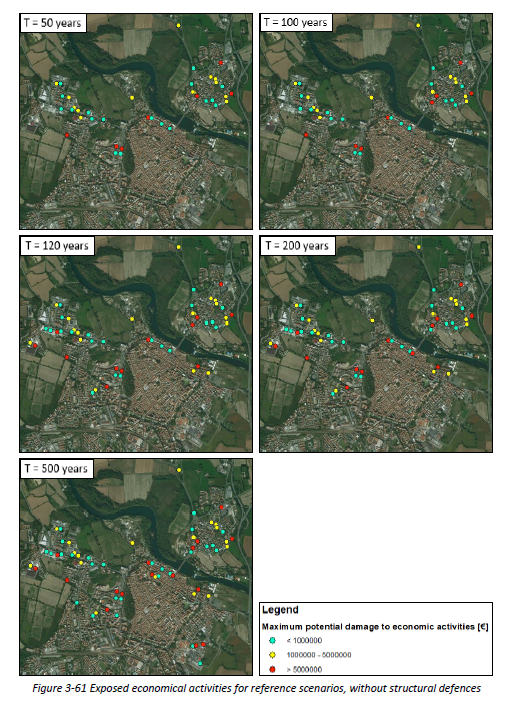 T = 50 years
T = 100 years
T = 120 years
T = 200 years
T = 500 years
Legend
Maximum potential damage to economic activities [€]
< 1000000
1000000 - 5000000
> 5000000
Figure 3-61 Exposed economical activities for reference scenarios, without structural defences